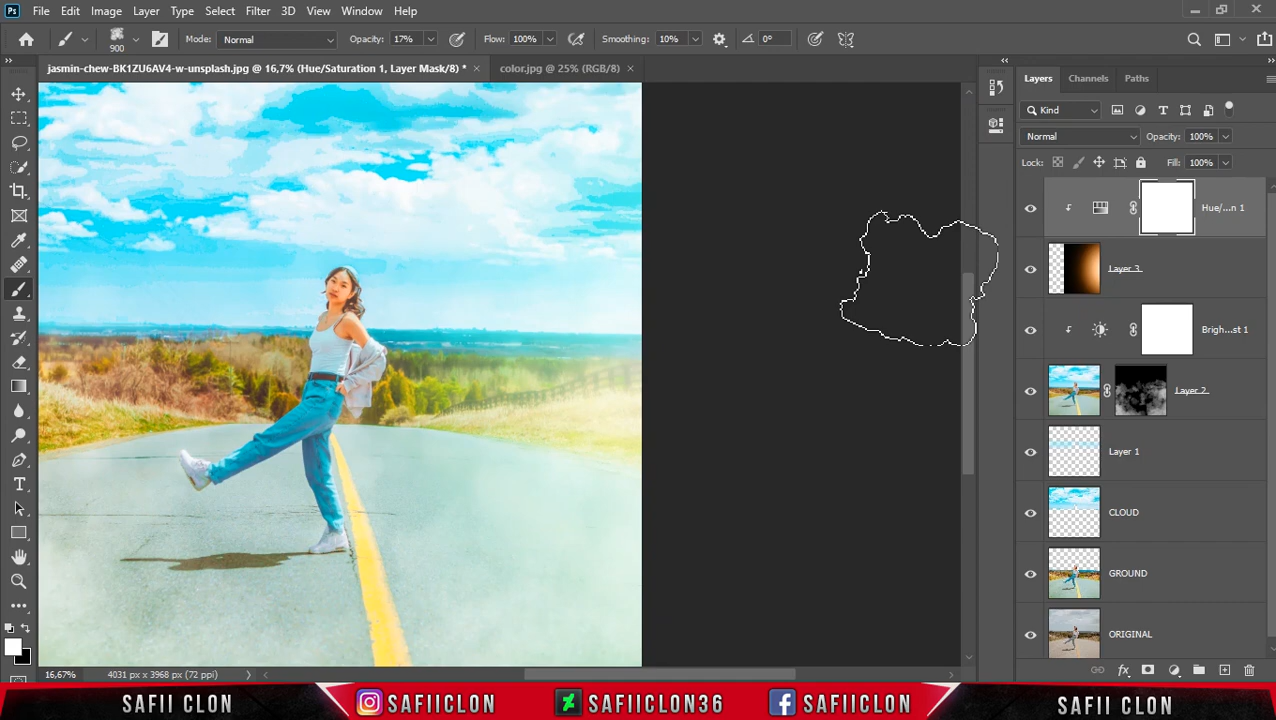 Ps File Edit Image Layer Type Select Filter 3D View Window Help
900 Mode: Normal Opacity: 17% Flow: 100% Smoothing: 10% 0°
jasmin-chew-BK1ZU6AV4-w-unsplash.jpg @ 16,7% (Hue/Saturation 1, Layer Mask/8) * × color.jpg @ 25% (RGB/8) ×
Layers Channels Paths
Kind
Normal Opacity: 100%
Lock: Fill: 100%
Hue/...n 1
Layer 3
Brigh...st 1
Layer 2
Layer 1
CLOUD
GROUND
ORIGINAL
16,67% 4031 px x 3968 px (72 ppi)
SAFII CLON SAFIICLON SAFIICLON36 SAFIICLON SAFII CLON